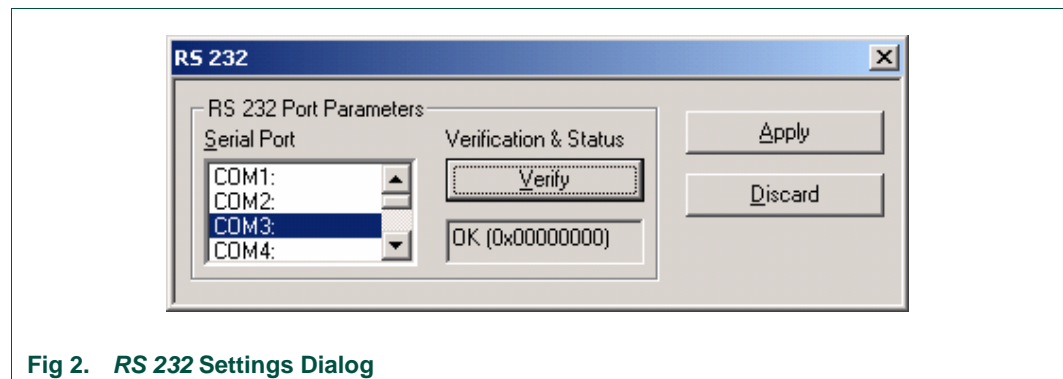 RS 232
RS 232 Port Parameters
Serial Port
Verification & Status
COM1:
COM2:
COM3:
COM4:
Verify
OK (0x00000000)
Apply
Discard
Fig 2. RS 232 Settings Dialog